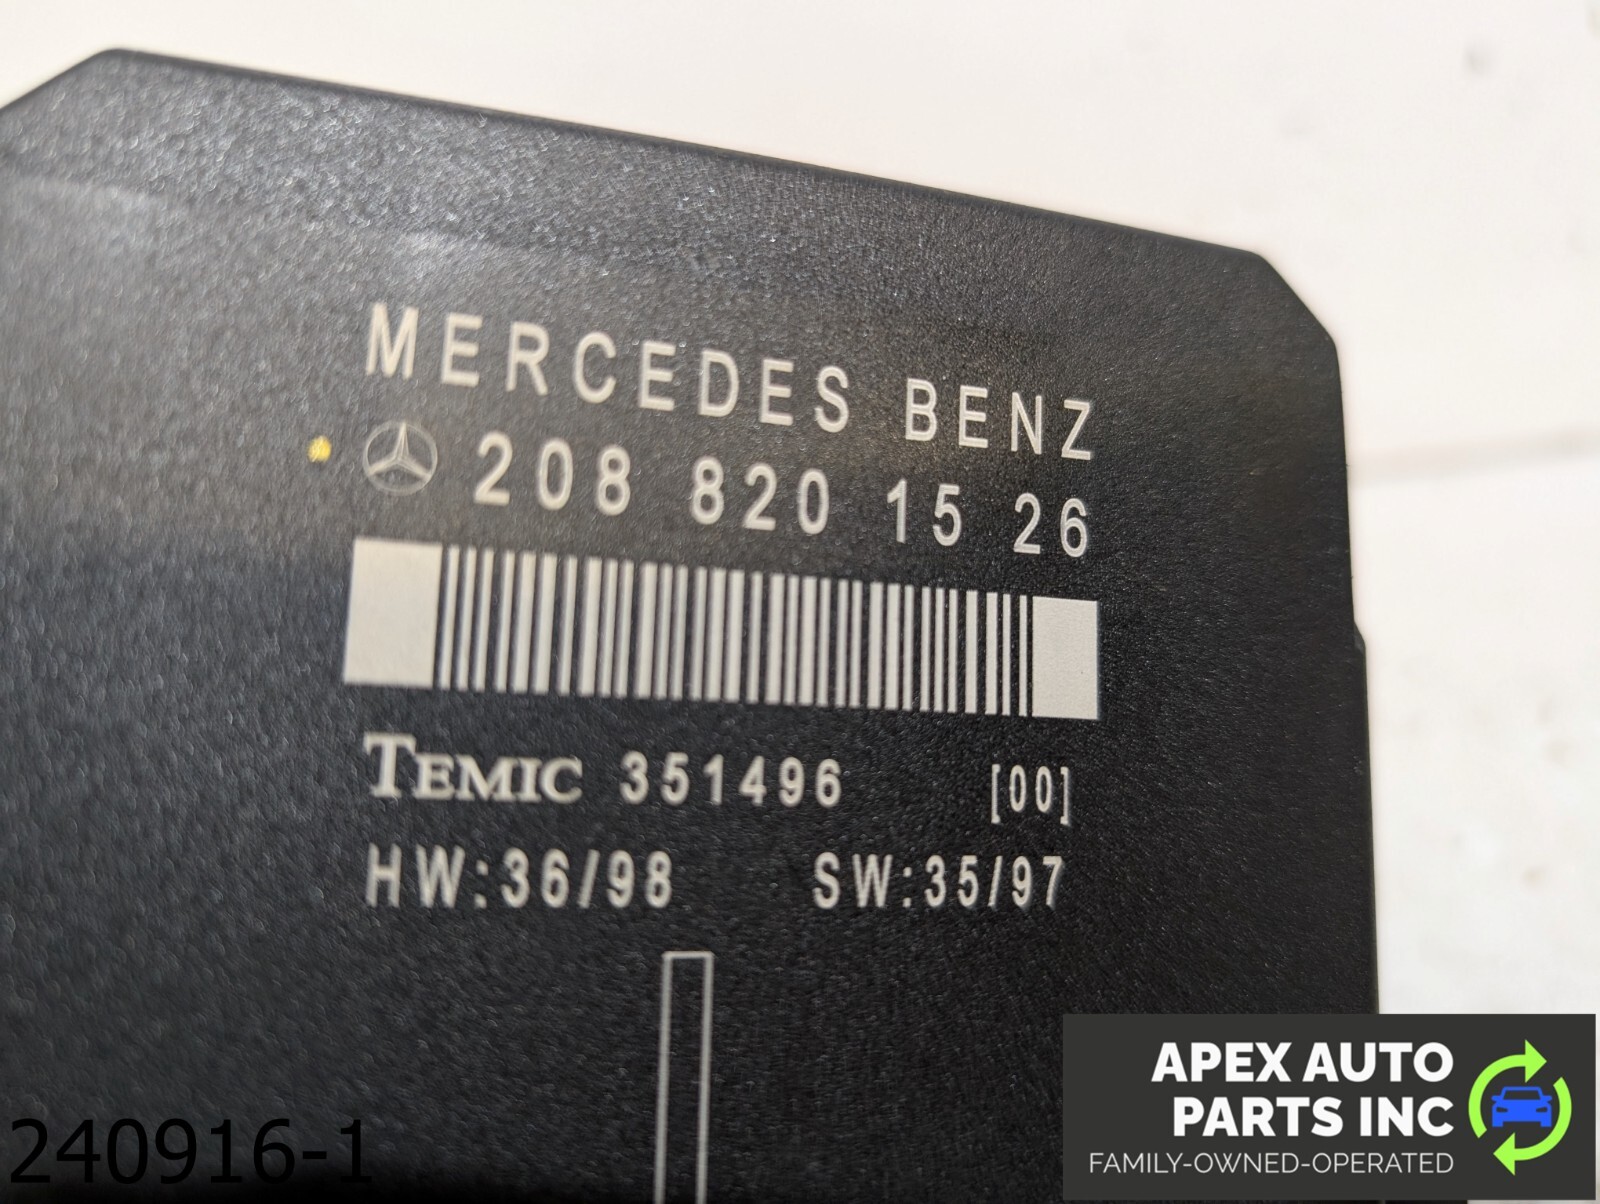 MERCEDES BENZ
208 820 15 26
TEMIC 351496 [00]
HW:36/98 SW:35/97
240916-1
APEX AUTO
PARTS INC
FAMILY-OWNED-OPERATED